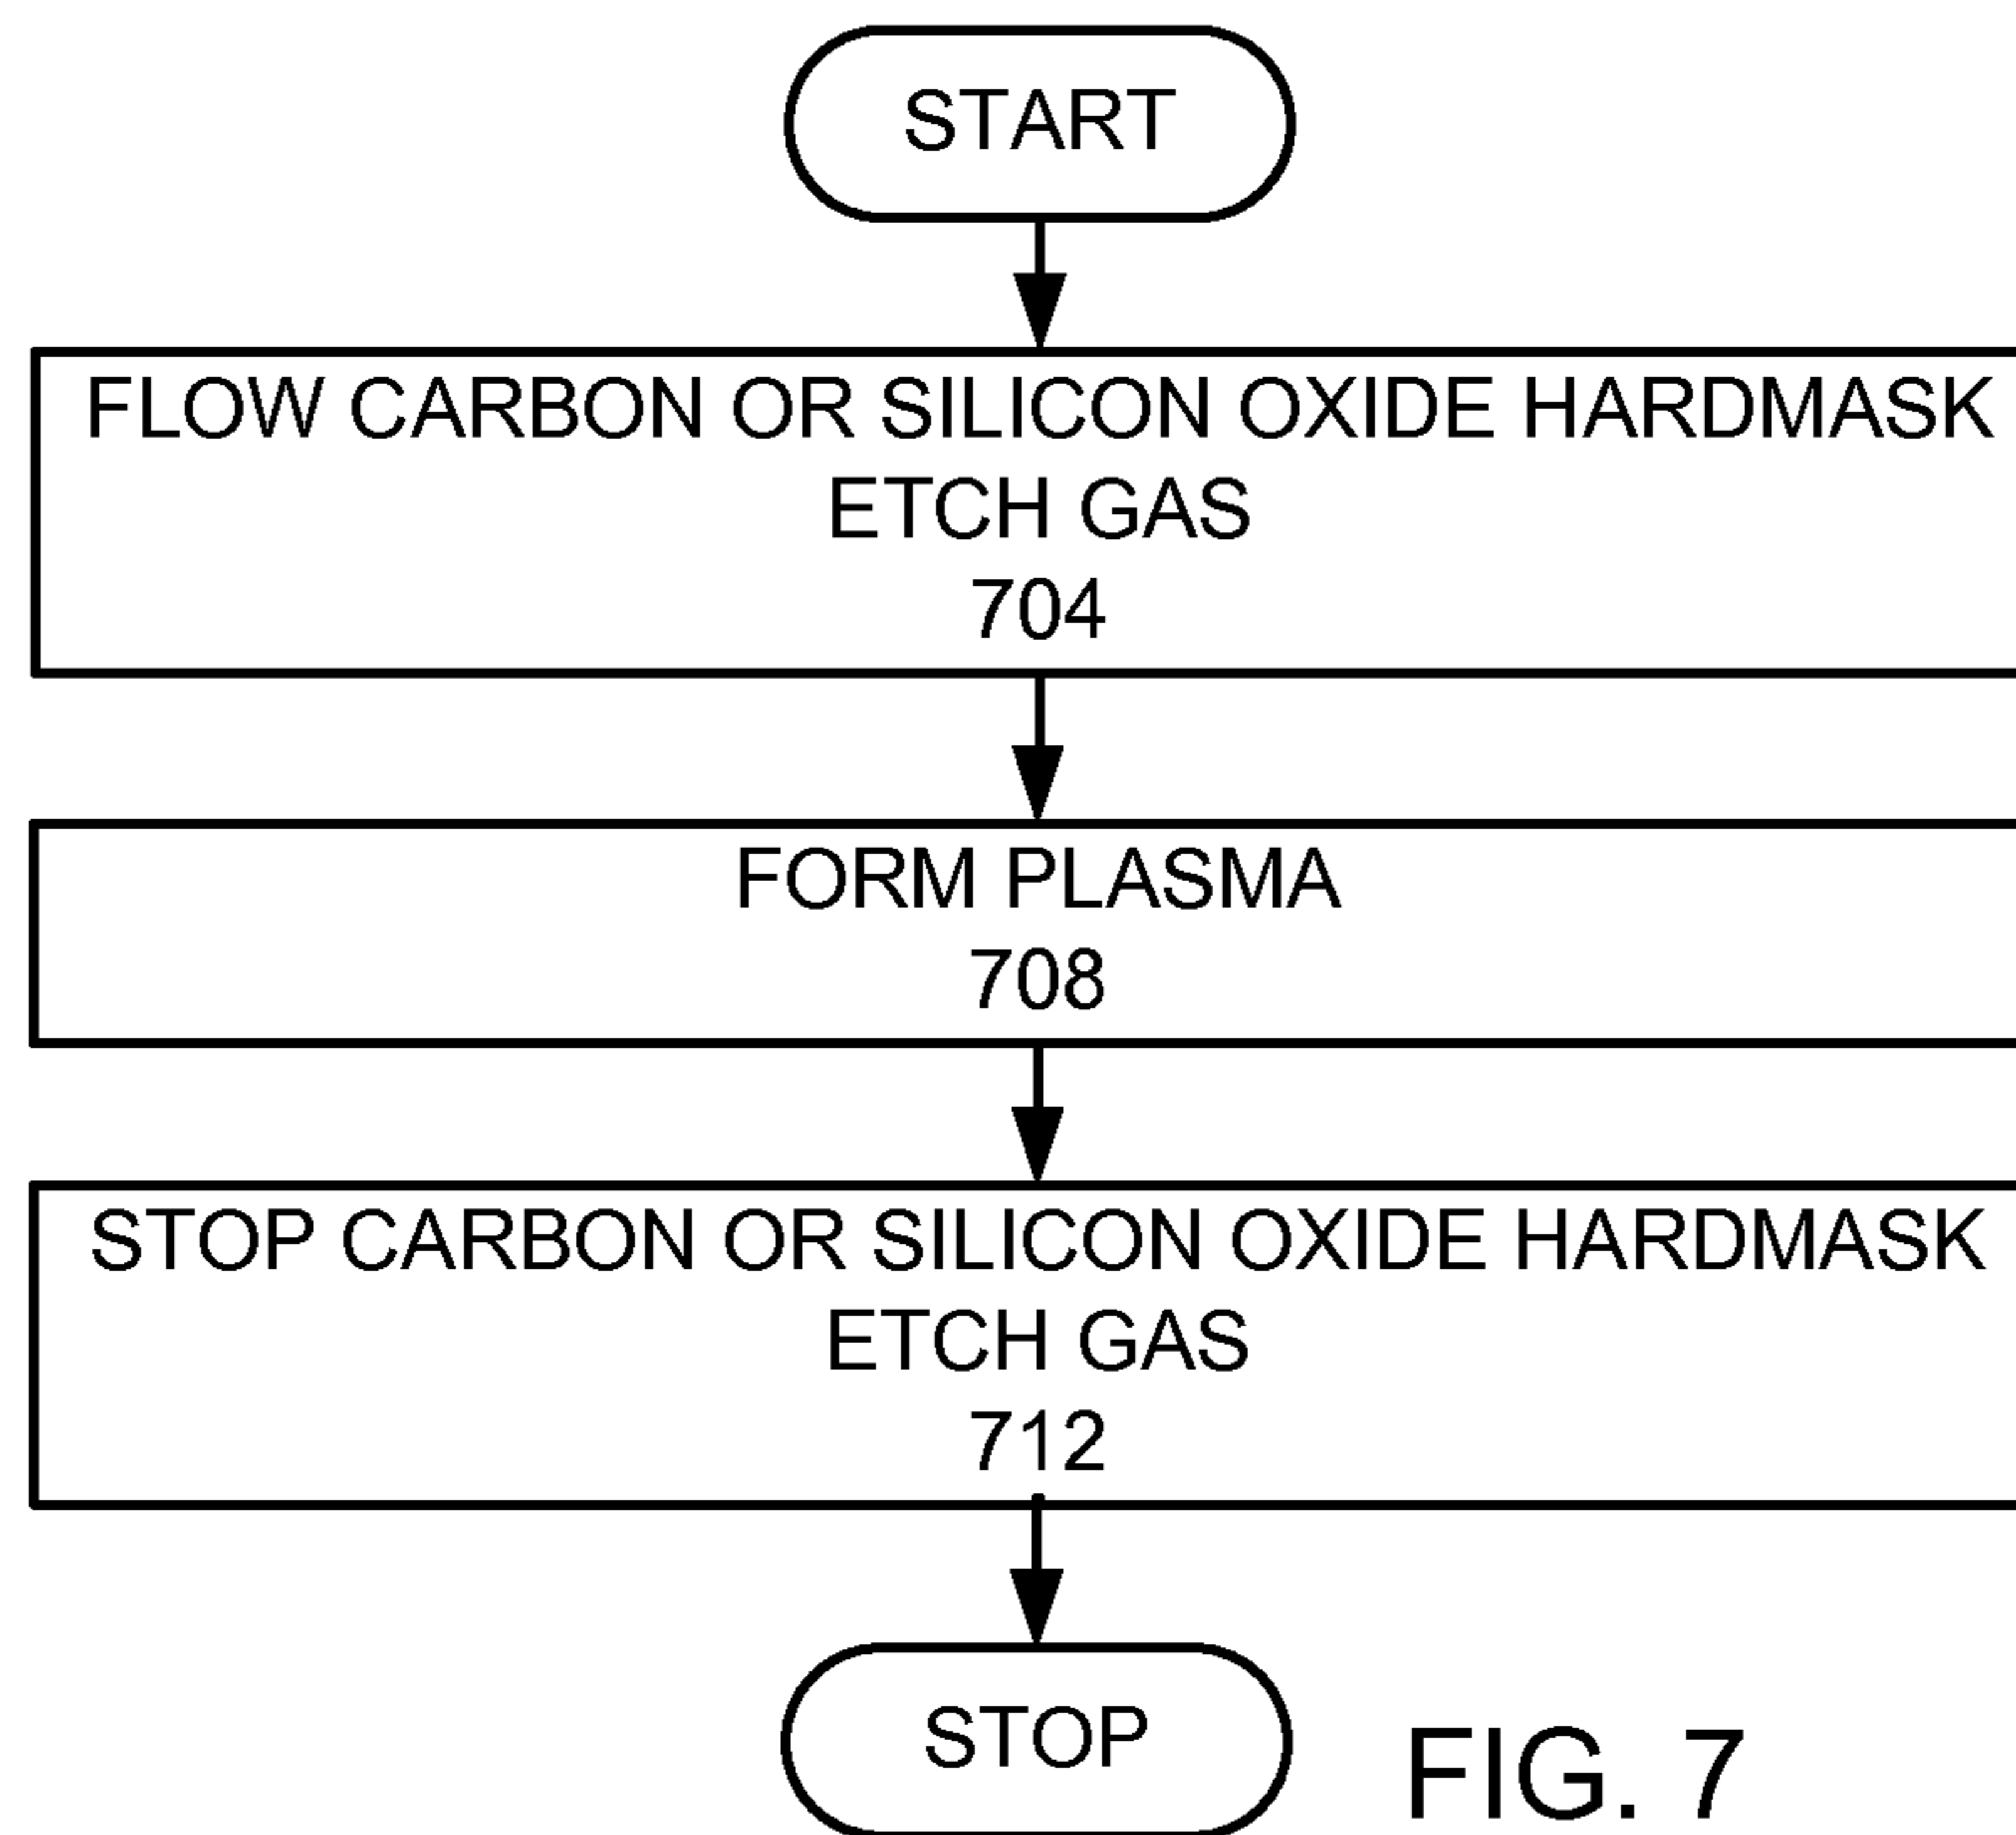 START
FLOW CARBON OR SILICON OXIDE HARDMASK
ETCH GAS
704
FORM PLASMA
708
STOP CARBON OR SILICON OXIDE HARDMASK
ETCH GAS
712
STOP
FIG. 7